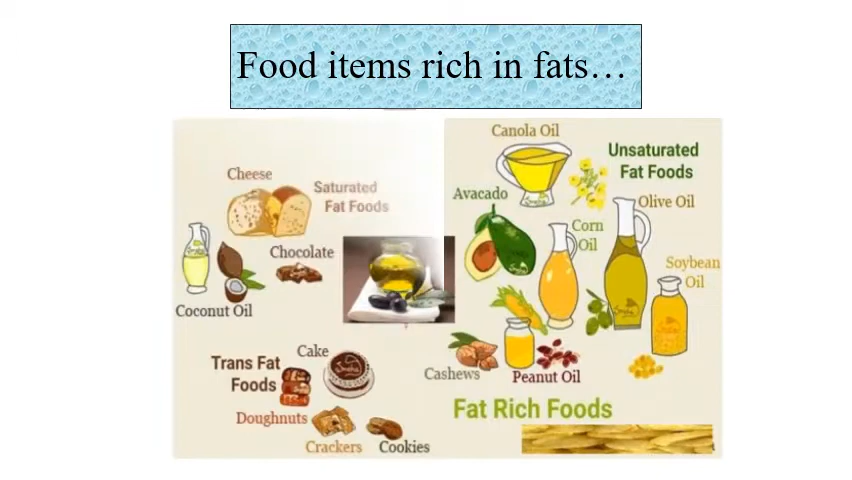 Food items rich in fats…
Cheese
Saturated
Fat Foods
Chocolate
Coconut Oil
Trans Fat
Foods
Cake
Doughnuts
Crackers
Cookies
Canola Oil
Unsaturated
Fat Foods
Avacado
Olive Oil
Corn
Oil
Soybean
Oil
Cashews
Peanut Oil
Fat Rich Foods